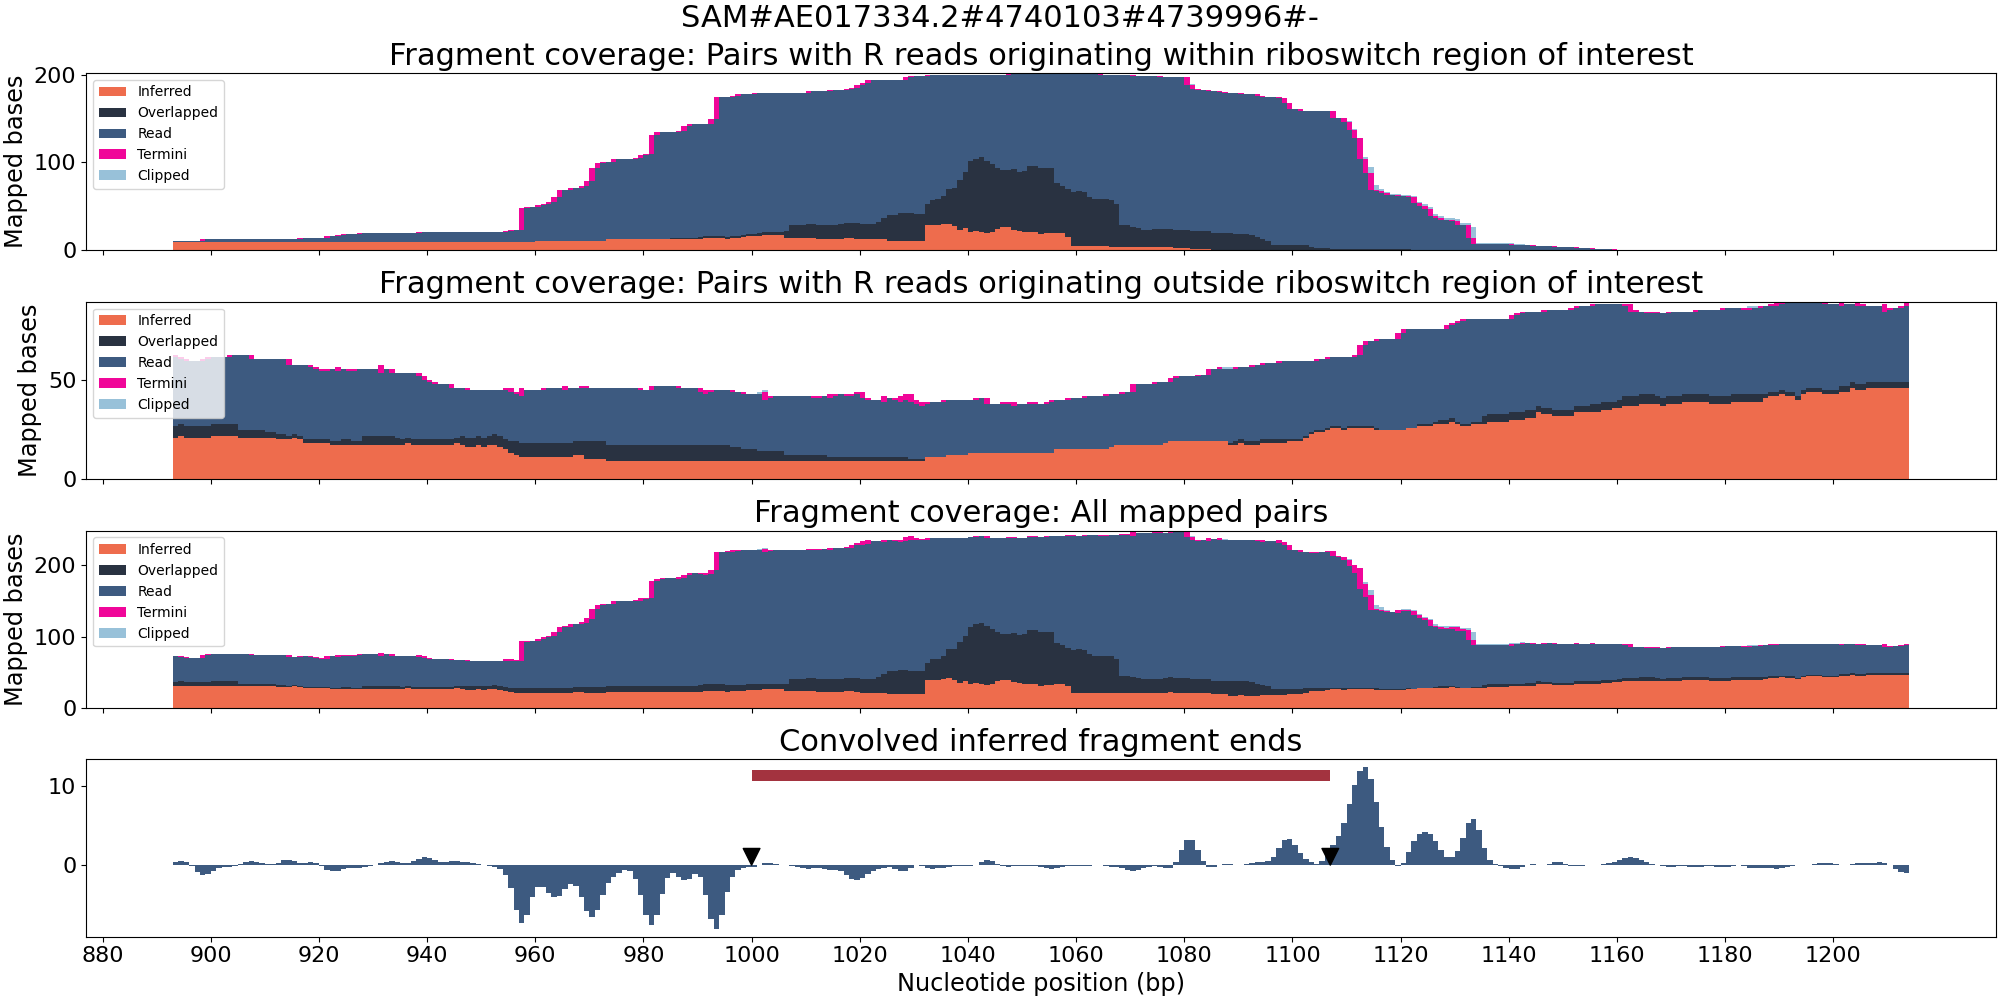 SAM#AE017334.2#4740103#4739996#-
Fragment coverage: Pairs with R reads originating within riboswitch region of interest
Mapped bases
200
100
0
Inferred
Overlapped
Read
Termini
Clipped
Fragment coverage: Pairs with R reads originating outside riboswitch region of interest
Mapped bases
50
0
Inferred
Overlapped
Read
Termini
Clipped
Fragment coverage: All mapped pairs
Mapped bases
200
100
0
Inferred
Overlapped
Read
Termini
Clipped
Convolved inferred fragment ends
10
0
880 900 920 940 960 980 1000 1020 1040 1060 1080 1100 1120 1140 1160 1180 1200
Nucleotide position (bp)